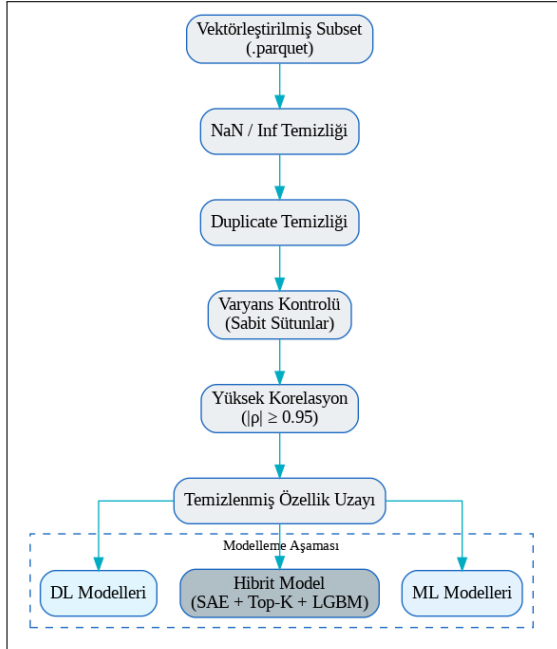 Vektörleştirilmiş Subset
(.parquet)
NaN / Inf Temizliği
Duplicate Temizliği
Varyans Kontrolü
(Sabit Sütunlar)
Yüksek Korelasyon
(|ρ| ≥ 0.95)
Temizlenmiş Özellik Uzayı
Modelleme Aşaması
DL Modelleri
Hibrit Model
(SAE + Top-K + LGBM)
ML Modelleri